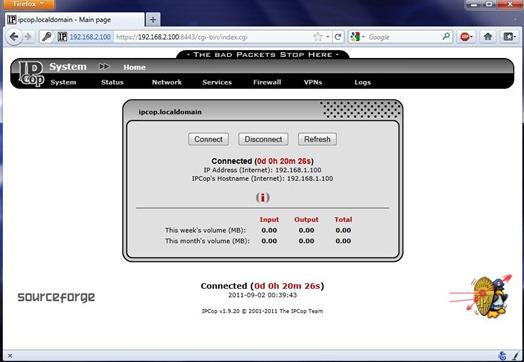 Firefox
ipcop.localdomain - Main page
IP 192.168.2.100 https://192.168.2.100:8443/cgi-bin/index.cgi
Google
- The bad Packets Stop Here -
IP cop
System Home
System Status Network Services Firewall VPNs Logs
ipcop.localdomain
Connect Disconnect Refresh
Connected (0d 0h 20m 26s)
IP Address (Internet): 192.168.1.100
IPCop's Hostname (Internet): 192.168.1.100
i
Input Output Total
This week's volume (MB): 0.00 0.00 0.00
This month's volume (MB): 0.00 0.00 0.00
Connected (0d 0h 20m 26s)
2011-09-02 00:39:43
sourceforge
IPCop v1.9.20 © 2001-2011 The IPCop Team